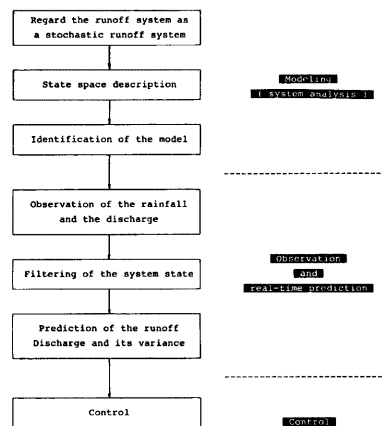 Regard the runoff system as
a stochastic runoff system
State space description
Modeling
( system analysis )
Identification of the model
Observation of the rainfall
and the discharge
Filtering of the system state
Observation
and
real-time prediction
Prediction of the runoff
Discharge and its variance
Control
Control